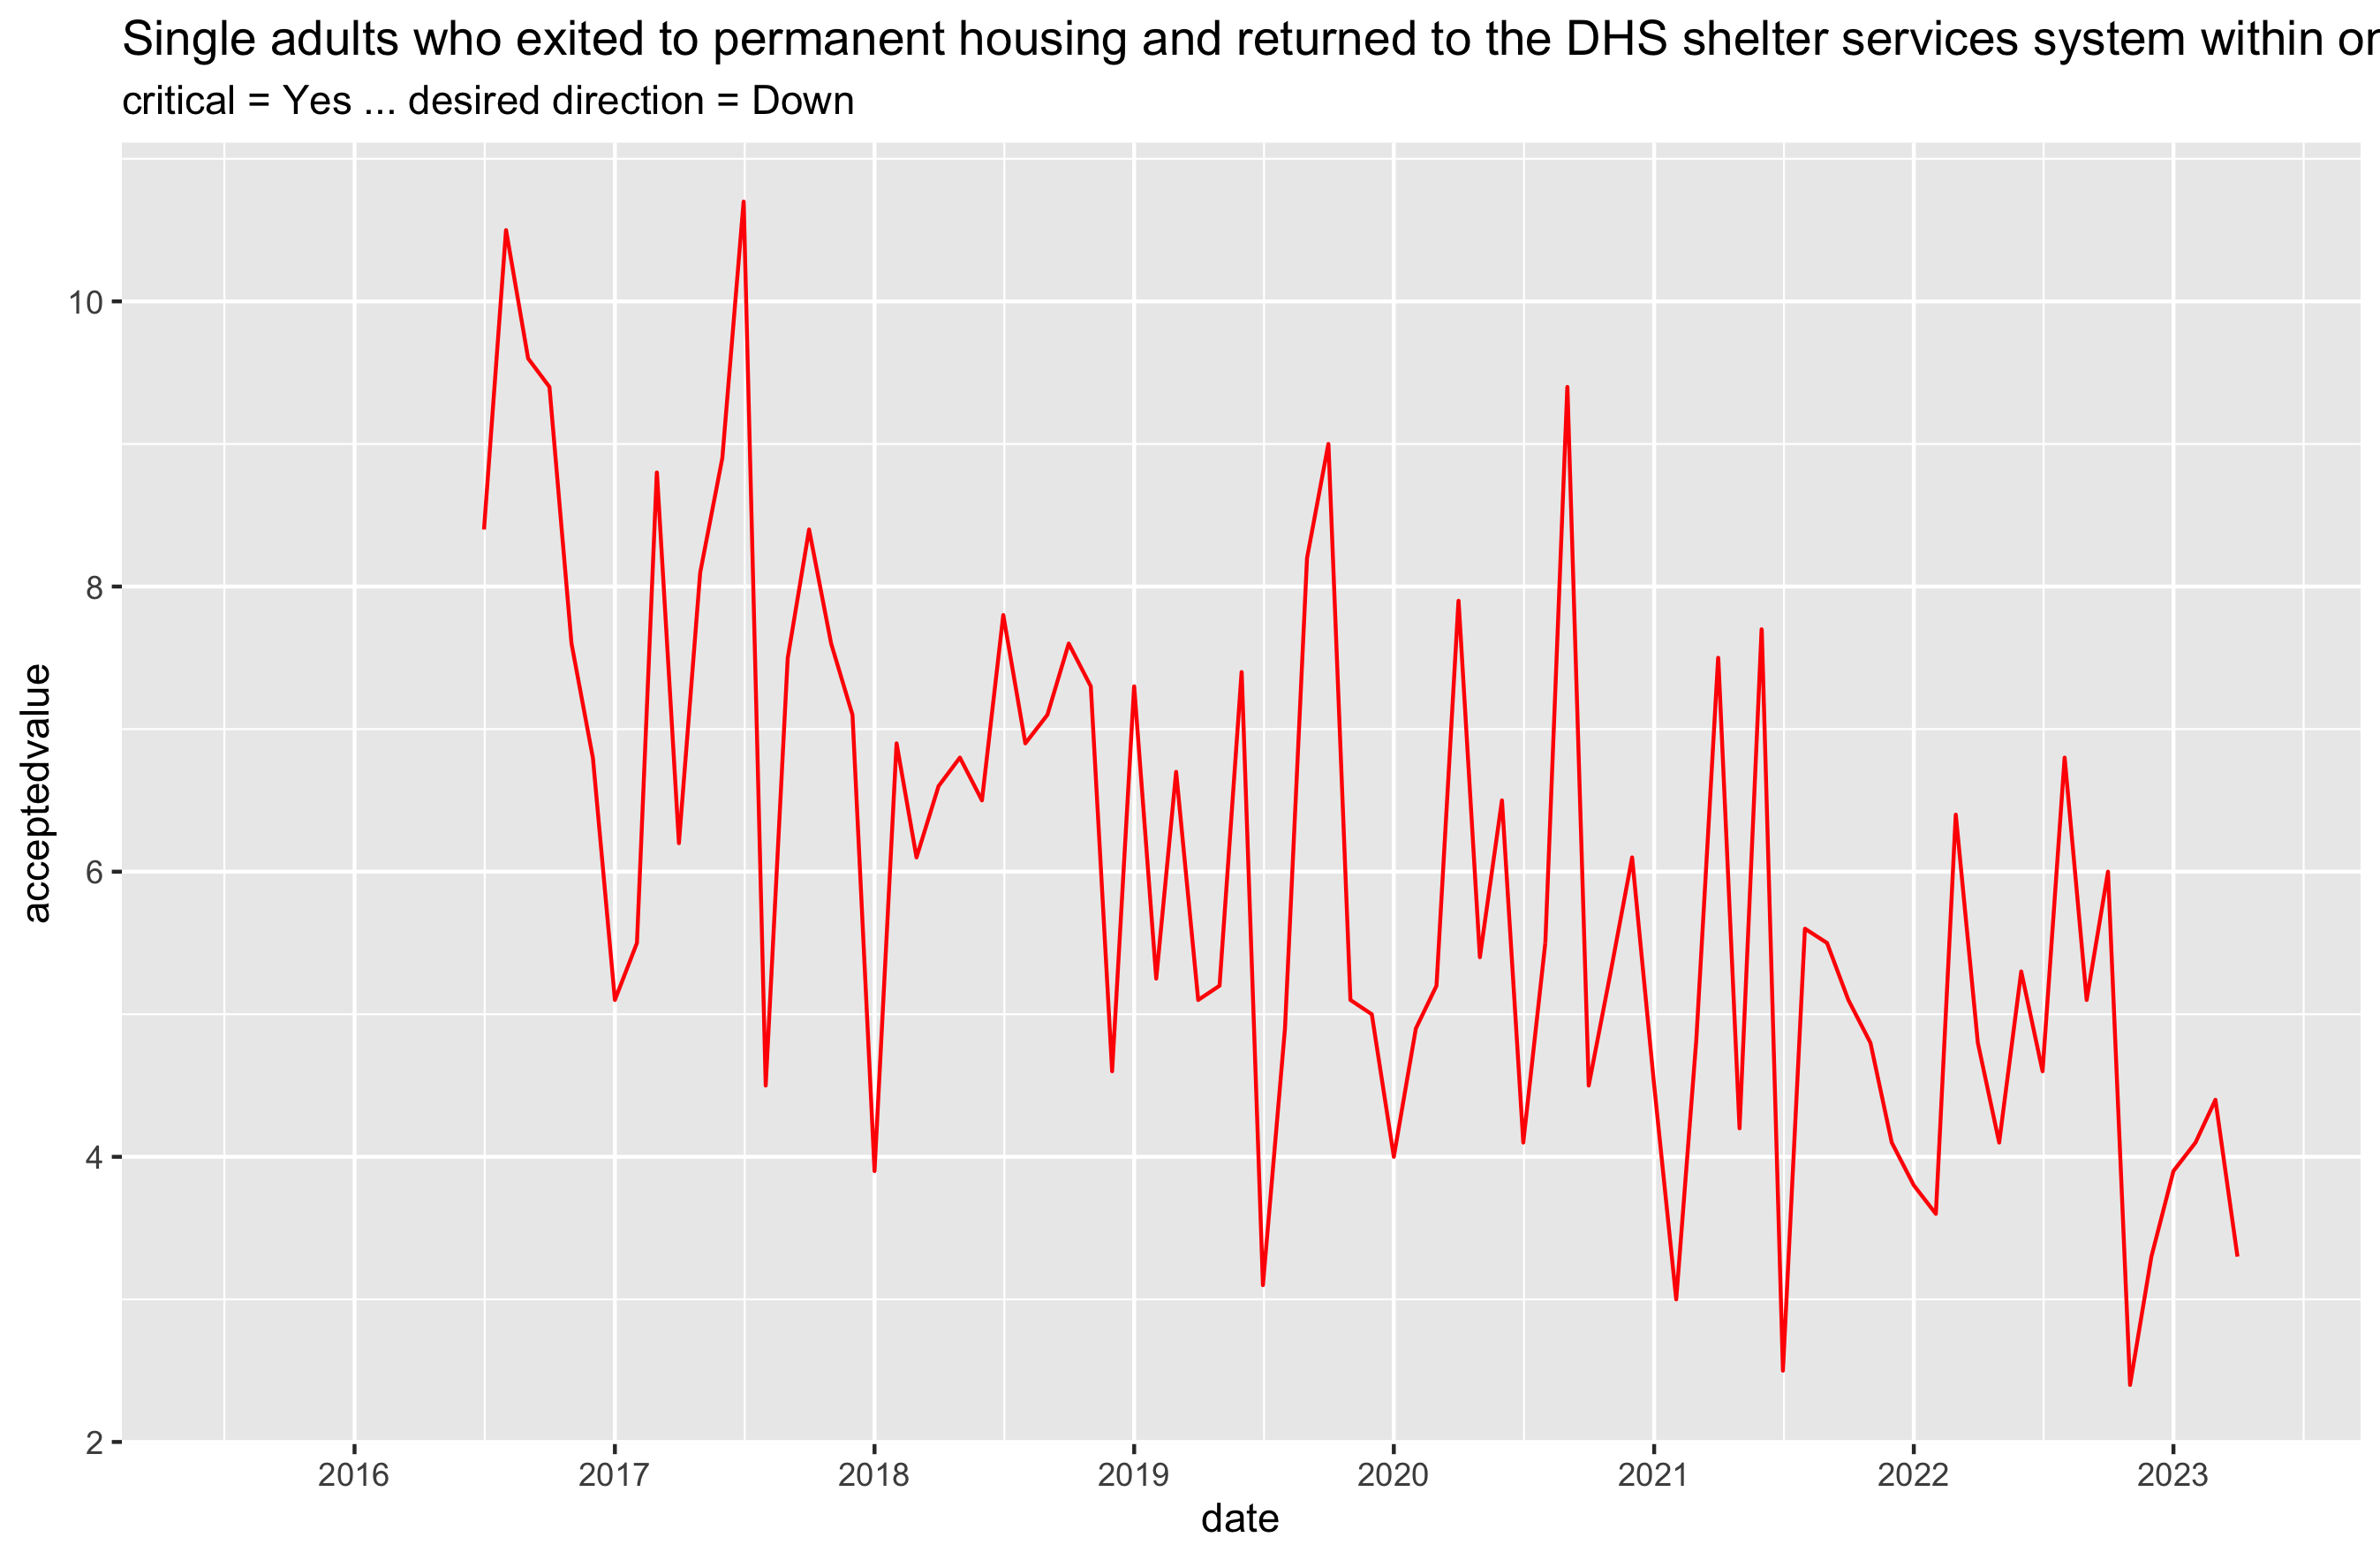 Single adults who exited to permanent housing and returned to the DHS shelter services system within
critical = Yes ... desired direction = Down
acceptedvalue
10
8
6
4
2
2016 2017 2018 2019 2020 2021 2022 2023
date